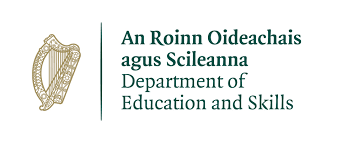 An Roinn Oideachais
agus Scileanna
Department of
Education and Skills